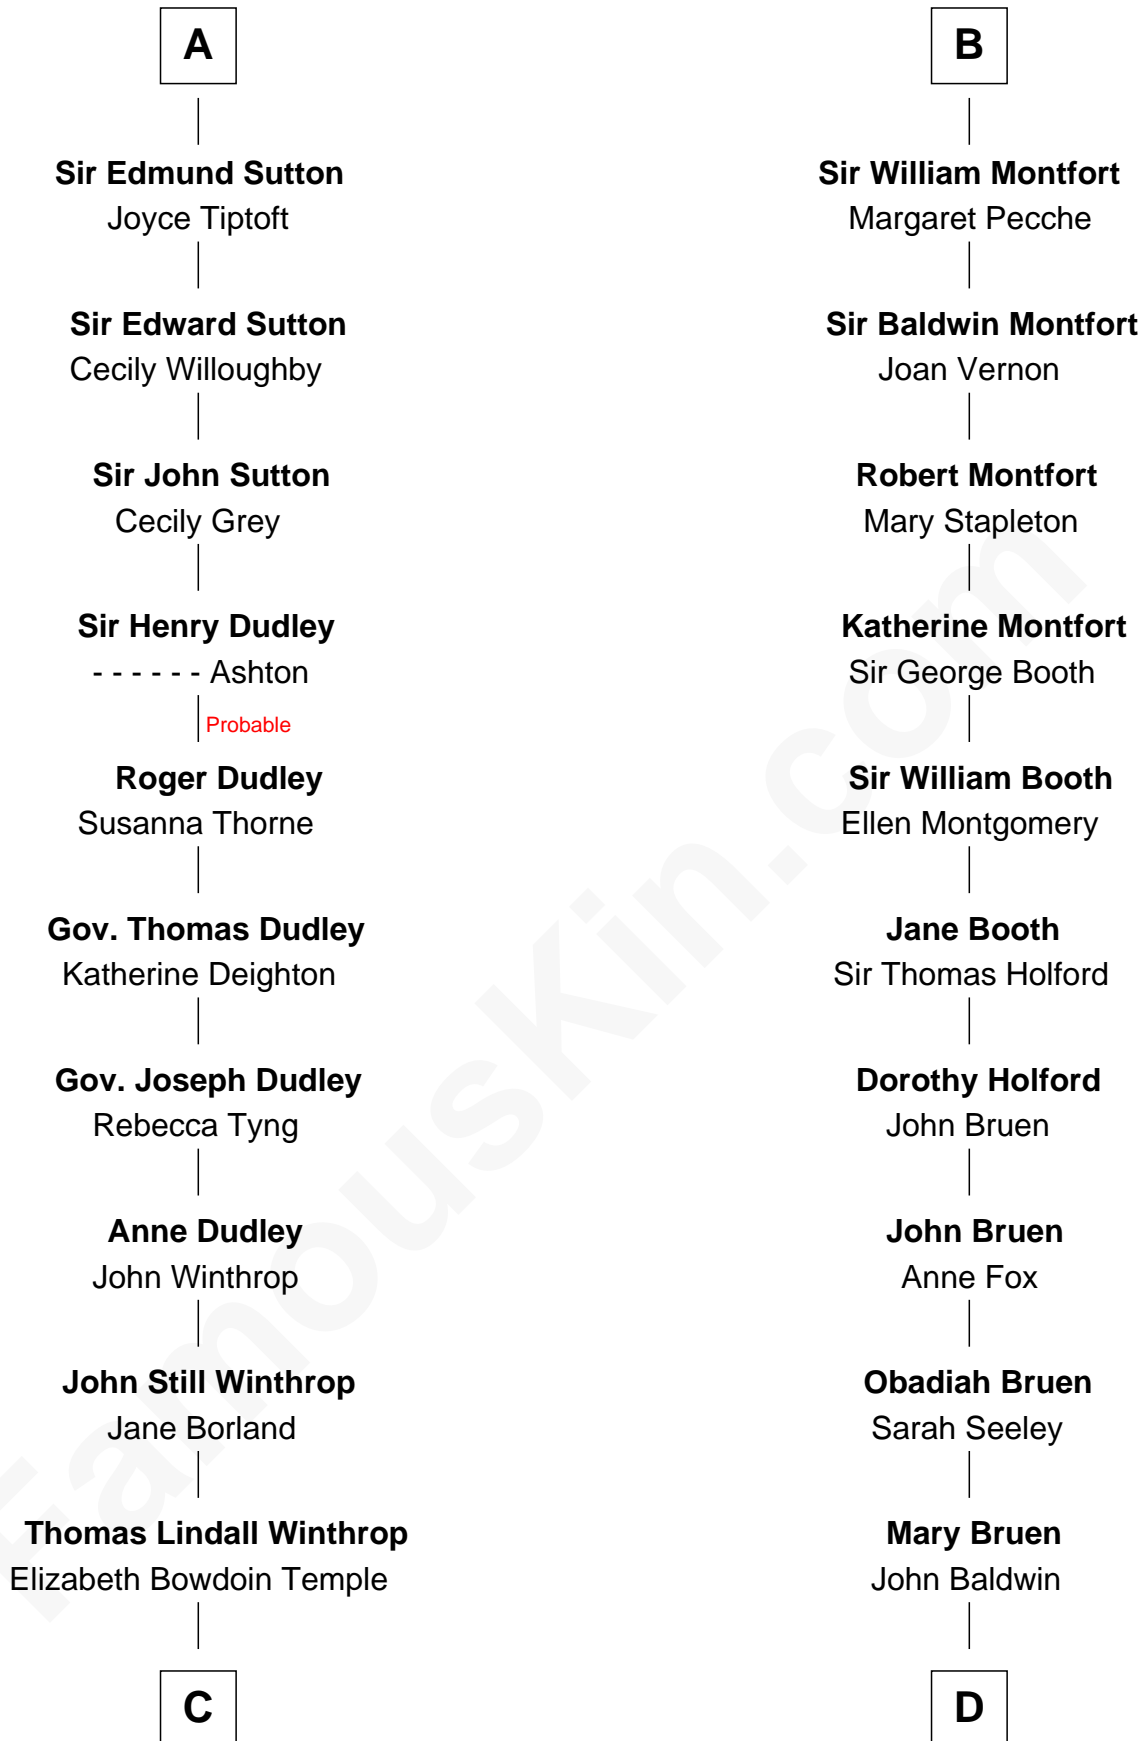 A
Sir Edmund Sutton
Joyce Tiptoft
Sir Edward Sutton
Cecily Willoughby
Sir John Sutton
Cecily Grey
Sir Henry Dudley
- - - - - - Ashton
Probable
Roger Dudley
Susanna Thorne
Gov. Thomas Dudley
Katherine Deighton
Gov. Joseph Dudley
Rebecca Tyng
Anne Dudley
John Winthrop
John Still Winthrop
Jane Borland
Thomas Lindall Winthrop
Elizabeth Bowdoin Temple
C
B
Sir William Montfort
Margaret Pecche
Sir Baldwin Montfort
Joan Vernon
Robert Montfort
Mary Stapleton
Katherine Montfort
Sir George Booth
Sir William Booth
Ellen Montgomery
Jane Booth
Sir Thomas Holford
Dorothy Holford
John Bruen
John Bruen
Anne Fox
Obadiah Bruen
Sarah Seeley
Mary Bruen
John Baldwin
D
FamousKin.com